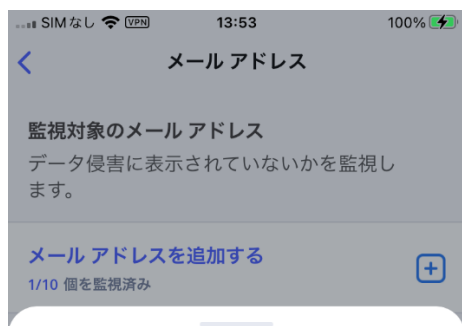 SIMなし VPN 13:53 100%
メール アドレス
監視対象のメール アドレス
データ侵害に表示されていないかを監視し
ます。
メール アドレスを追加する
1/10 個を監視済み